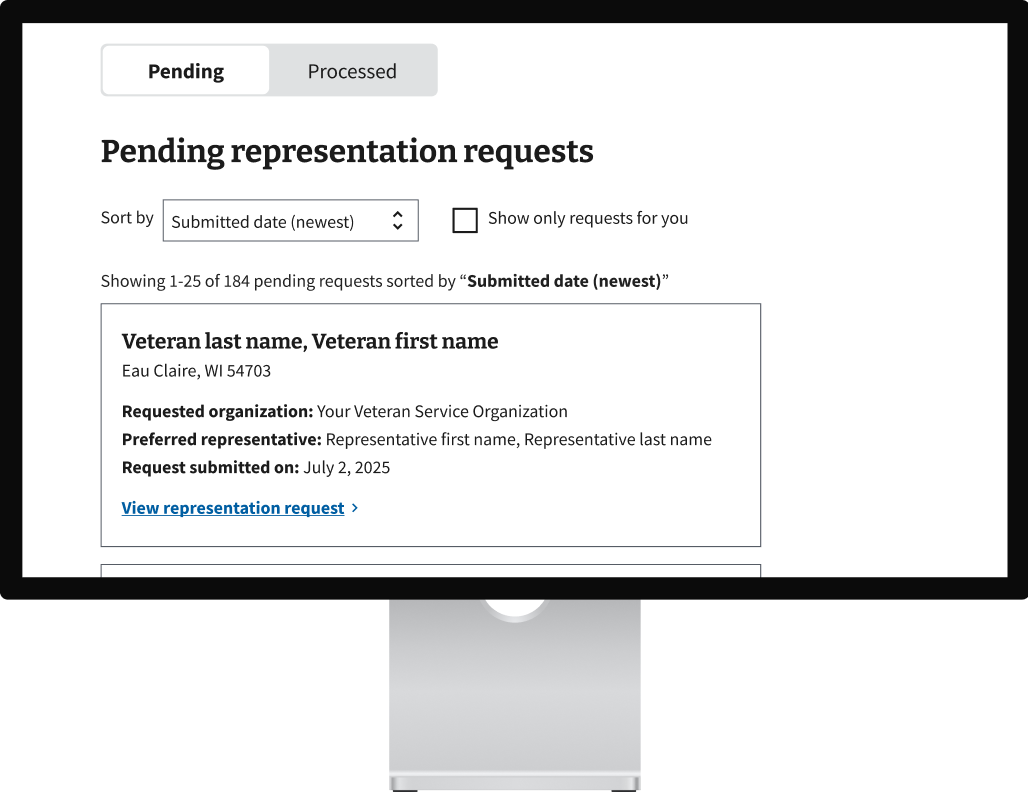 Pending Processed
Pending representation requests
Sort by Submitted date (newest) Show only requests for you
Showing 1-25 of 184 pending requests sorted by “Submitted date (newest)”
Veteran last name, Veteran first name
Eau Claire, WI 54703
Requested organization: Your Veteran Service Organization
Preferred representative: Representative first name, Representative last name
Request submitted on: July 2, 2025
View representation request